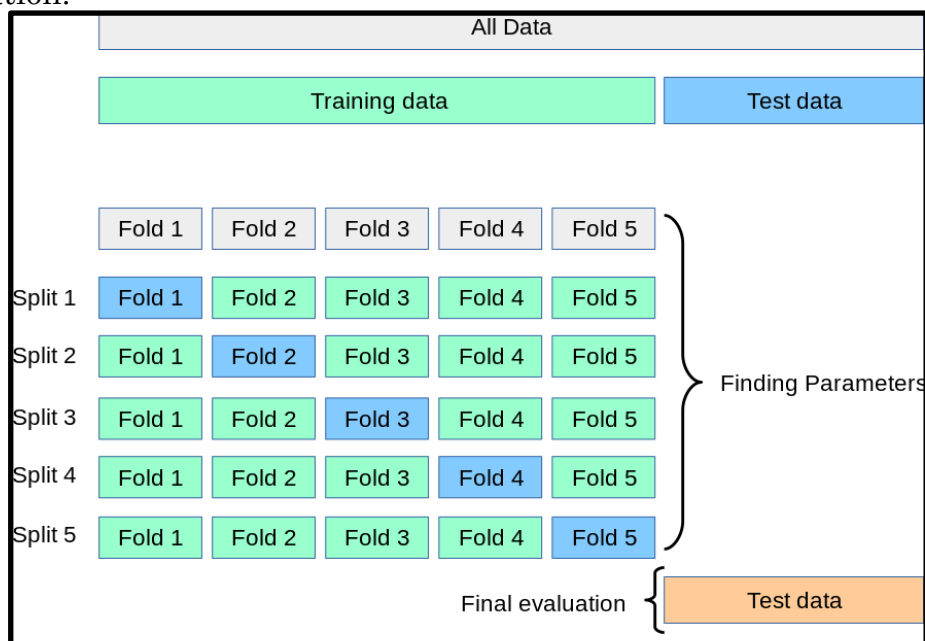 All Data
Training data Test data
Fold 1 Fold 2 Fold 3 Fold 4 Fold 5
Split 1 Fold 1 Fold 2 Fold 3 Fold 4 Fold 5
Split 2 Fold 1 Fold 2 Fold 3 Fold 4 Fold 5
Finding Parameters
Split 3 Fold 1 Fold 2 Fold 3 Fold 4 Fold 5
Split 4 Fold 1 Fold 2 Fold 3 Fold 4 Fold 5
Split 5 Fold 1 Fold 2 Fold 3 Fold 4 Fold 5
Final evaluation Test data